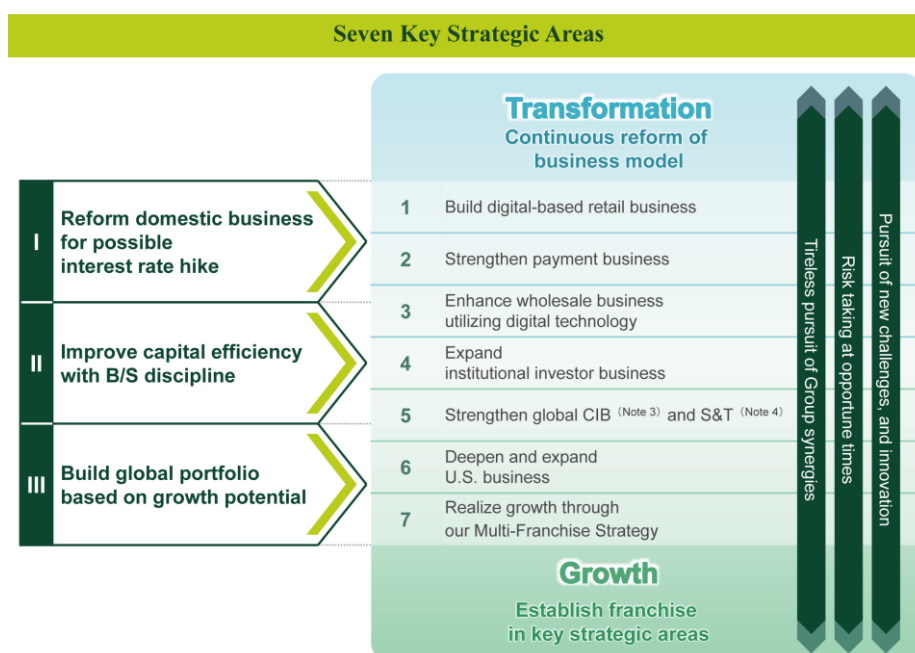 Seven Key Strategic Areas
Transformation
Continuous reform of
business model
I
Reform domestic business
for possible
interest rate hike
II
Improve capital efficiency
with B/S discipline
III
Build global portfolio
based on growth potential
1 Build digital-based retail business
2 Strengthen payment business
3 Enhance wholesale business
utilizing digital technology
4 Expand
institutional investor business
5 Strengthen global CIB (Note 3) and S&T (Note 4)
6 Deepen and expand
U.S. business
7 Realize growth through
our Multi-Franchise Strategy
Growth
Establish franchise
in key strategic areas
Tireless pursuit of Group synergies
Risk taking at opportune times
Pursuit of new challenges, and innovation